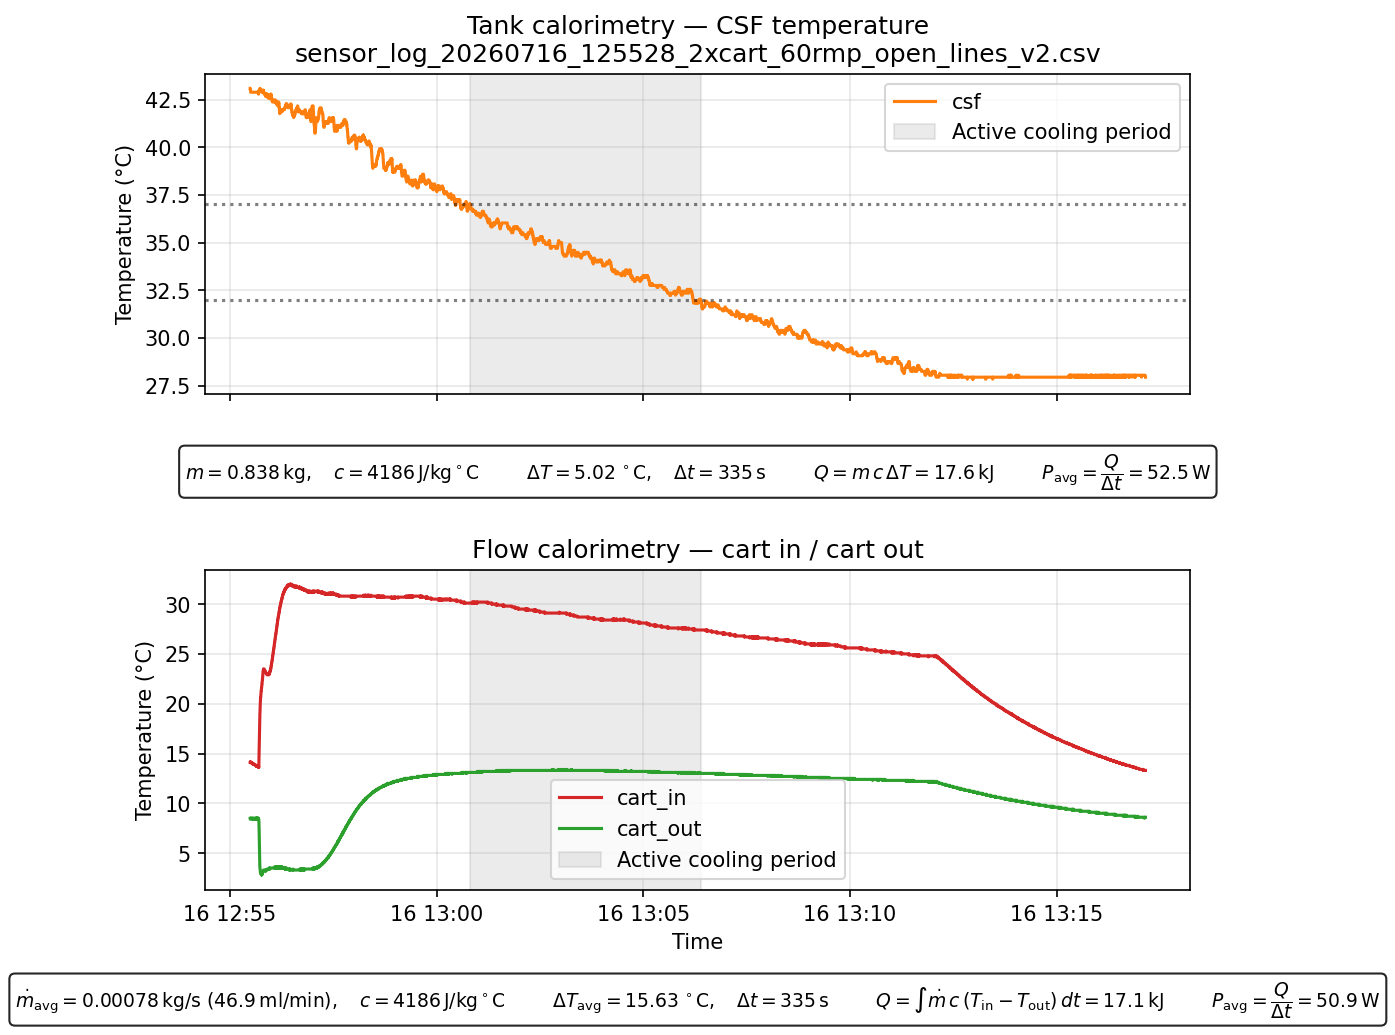 Tank calorimetry — CSF temperature
sensor_log_20260716_125528_2xcart_60rmp_open_lines_v2.csv
Temperature (°C)
42.5
40.0
37.5
35.0
32.5
30.0
27.5
csf
Active cooling period
m = 0.838 kg, c = 4186 J/kg °C ΔT = 5.02 °C, Δt = 335 s Q = m c ΔT = 17.6 kJ P_avg = Q/Δt = 52.5 W
Flow calorimetry — cart in / cart out
Temperature (°C)
30
25
20
15
10
5
cart_in
cart_out
Active cooling period
16 12:55 16 13:00 16 13:05 16 13:10 16 13:15
Time
ṁ_avg = 0.00078 kg/s (46.9 ml/min), c = 4186 J/kg °C ΔT_avg = 15.63 °C, Δt = 335 s Q = ∫ ṁ c (T_in − T_out) dt = 17.1 kJ P_avg = Q/Δt = 50.9 W